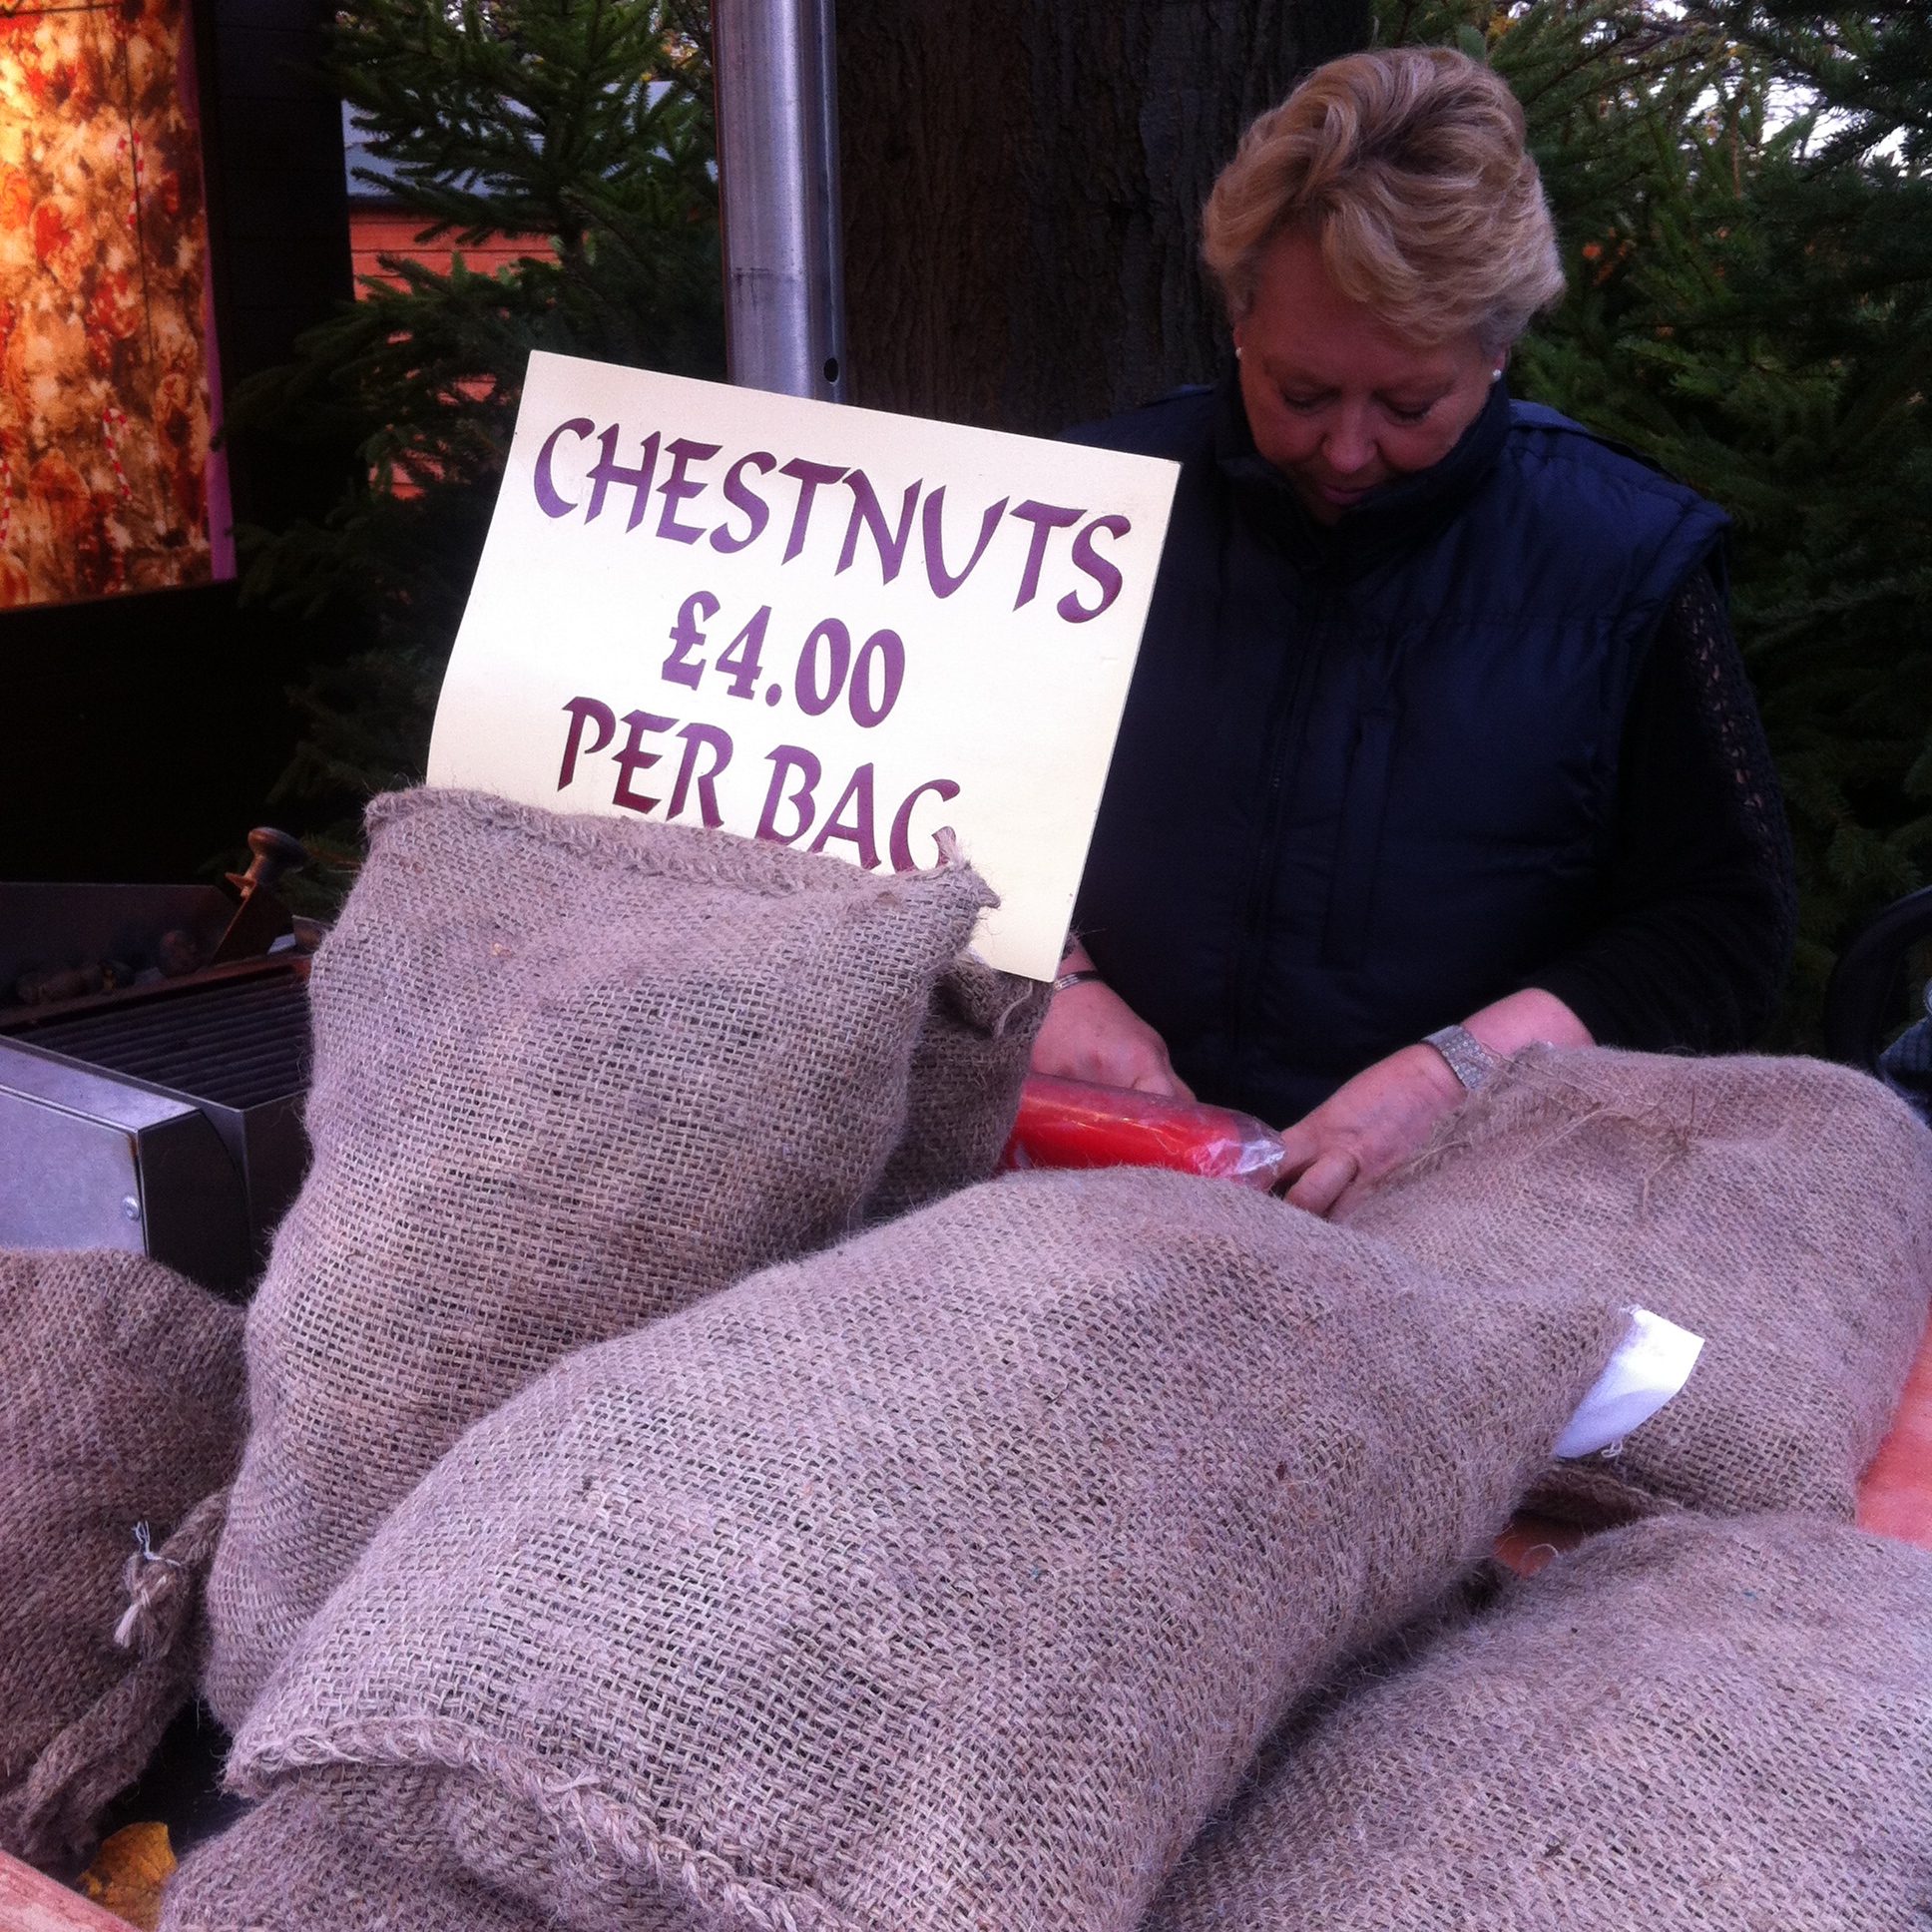 CHESTNUTS
£4.00
PER BAG